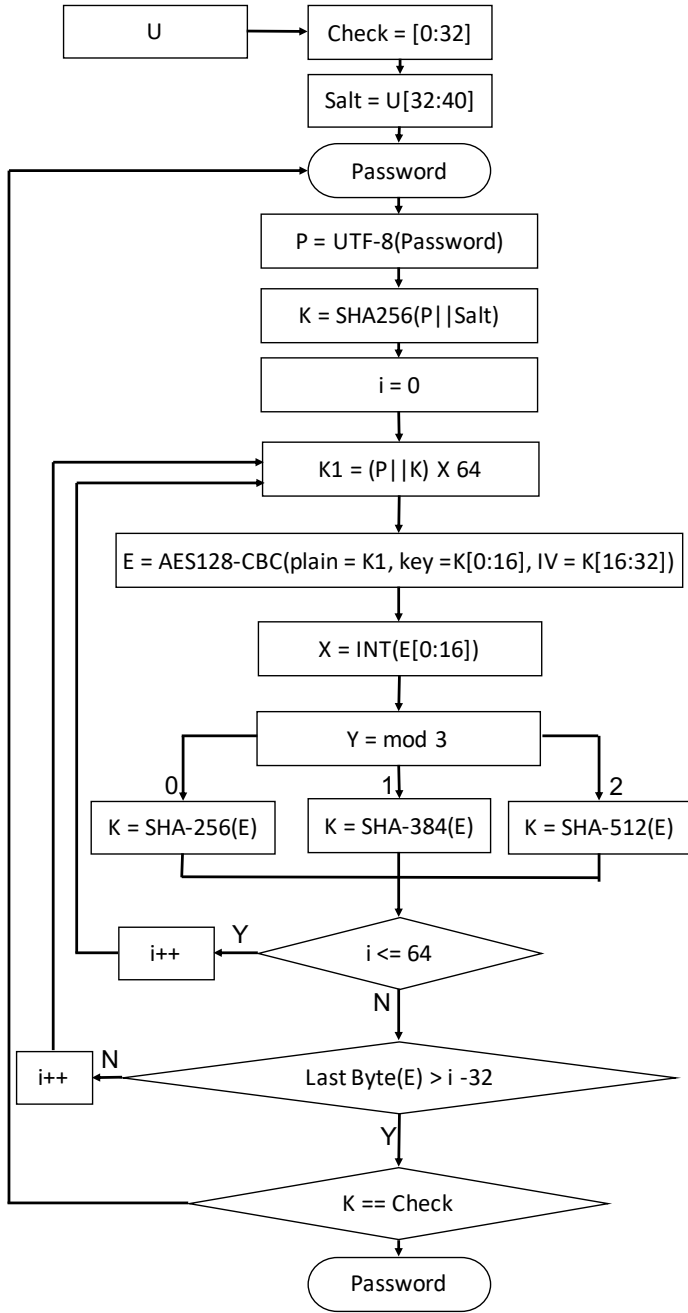 U
Check = [0:32]
Salt = U[32:40]
Password
P = UTF-8(Password)
K = SHA256(P||Salt)
i = 0
K1 = (P||K) X 64
E = AES128-CBC(plain = K1, key =K[0:16], IV = K[16:32])
X = INT(E[0:16])
Y = mod 3
0
1
2
K = SHA-256(E)
K = SHA-384(E)
K = SHA-512(E)
i++
Y
i <= 64
N
i++
N
Last Byte(E) > i -32
Y
K == Check
Password